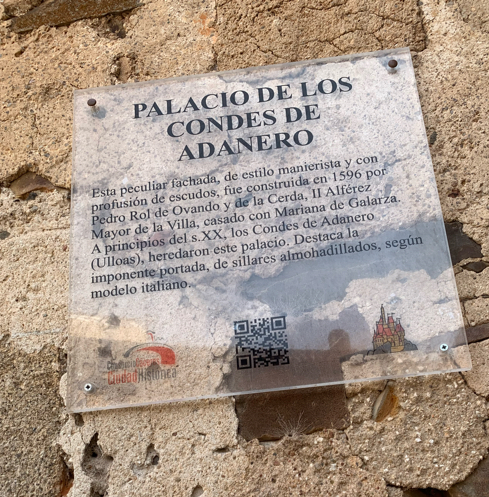 PALACIO DE LOS
CONDES DE
ADANERO
Esta peculiar fachada, de estilo manierista y con
profusión de escudos, fue construida en 1596 por
Pedro Rol de Ovando y de la Cerda, II Alférez
Mayor de la Villa, casado con Mariana de Galarza.
A principios del s.XX, los Condes de Adanero
(Ulloas), heredaron este palacio. Destaca la
imponente portada, de sillares almohadillados, según
modelo italiano.
CiudadHistórica